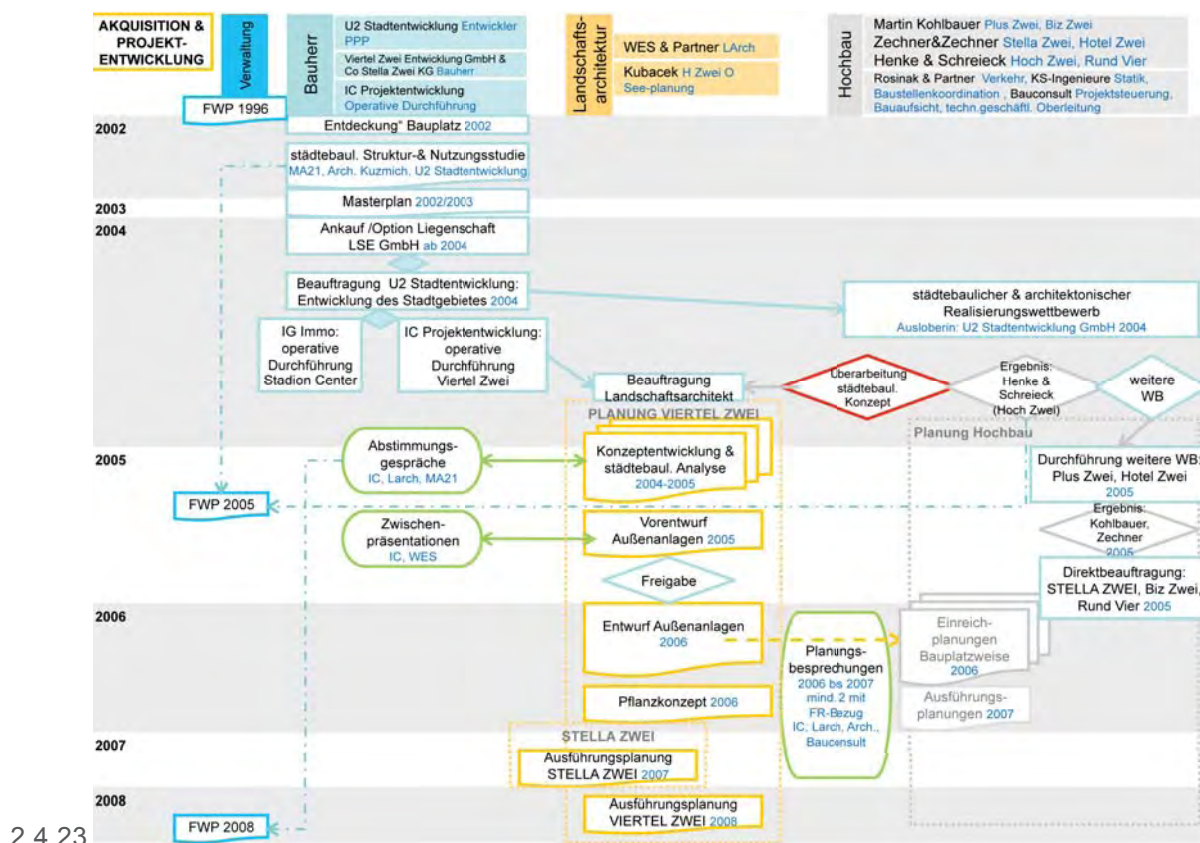 AKQUISITION &
PROJEKT-
ENTWICKLUNG
Verwaltung
Bauherr
U2 Stadtentwicklung Entwickler
PPP
Viertel Zwei Entwicklung GmbH &
Co Stella Zwei KG Bauherr
IC Projektentwicklung
Operative Durchführung
Landschafts-
architektur
WES & Partner LArch
Kubacek H Zwei O
See-planung
Hochbau
Martin Kohlbauer Plus Zwei, Biz Zwei
Zechner&Zechner Stella Zwei, Hotel Zwei
Henke & Schreieck Hoch Zwei, Rund Vier
Rosinak & Partner Verkehr, KS-Ingenieure Statik,
Baustellenkoordination , Bauconsult Projektsteuerung,
Bauaufsicht, techn.geschäftl. Oberleitung
FWP 1996
2002
Entdeckung" Bauplatz 2002
städtebaul. Struktur-& Nutzungsstudie
MA21, Arch. Kuzmich, U2 Stadtentwicklung
2003
Masterplan 2002/2003
2004
Ankauf /Option Liegenschaft
LSE GmbH ab 2004
Beauftragung U2 Stadtentwicklung:
Entwicklung des Stadtgebietes 2004
städtebaulicher & architektonischer
Realisierungswettbewerb
Ausloberin: U2 Stadtentwicklung GmbH 2004
IG Immo:
operative
Durchführung
Stadion Center
IC Projektentwicklung:
operative
Durchführung
Viertel Zwei
Beauftragung
Landschaftsarchitekt
Überarbeitung
städtebaul.
Konzept
Ergebnis:
Henke &
Schreieck
(Hoch Zwei)
weitere
WB
PLANUNG VIERTEL ZWEI
Planung Hochbau
2005
Abstimmungs-
gespräche
IC, Larch, MA21
Konzeptentwicklung &
städtebaul. Analyse
2004-2005
Durchführung weitere WB:
Plus Zwei, Hotel Zwei
2005
FWP 2005
Zwischen-
präsentationen
IC, WES
Vorentwurf
Außenanlagen 2005
Ergebnis:
Kohlbauer,
Zechner
2005
Freigabe
Direktbeauftragung:
STELLA ZWEI, Biz Zwei,
Rund Vier 2005
2006
Entwurf Außenanlagen
2006
Planungs-
besprechungen
2006 bs 2007
mind. 2 mit
FR-Bezug
IC, Larch, Arch.,
Bauconsult
Einreich-
planungen
Bauplatzweise
2006
Pflanzkonzept 2006
Ausführungs-
planungen 2007
2007
STELLA ZWEI
Ausführungsplanung
STELLA ZWEI 2007
2008
Ausführungsplanung
VIERTEL ZWEI 2008
FWP 2008
2.4.23